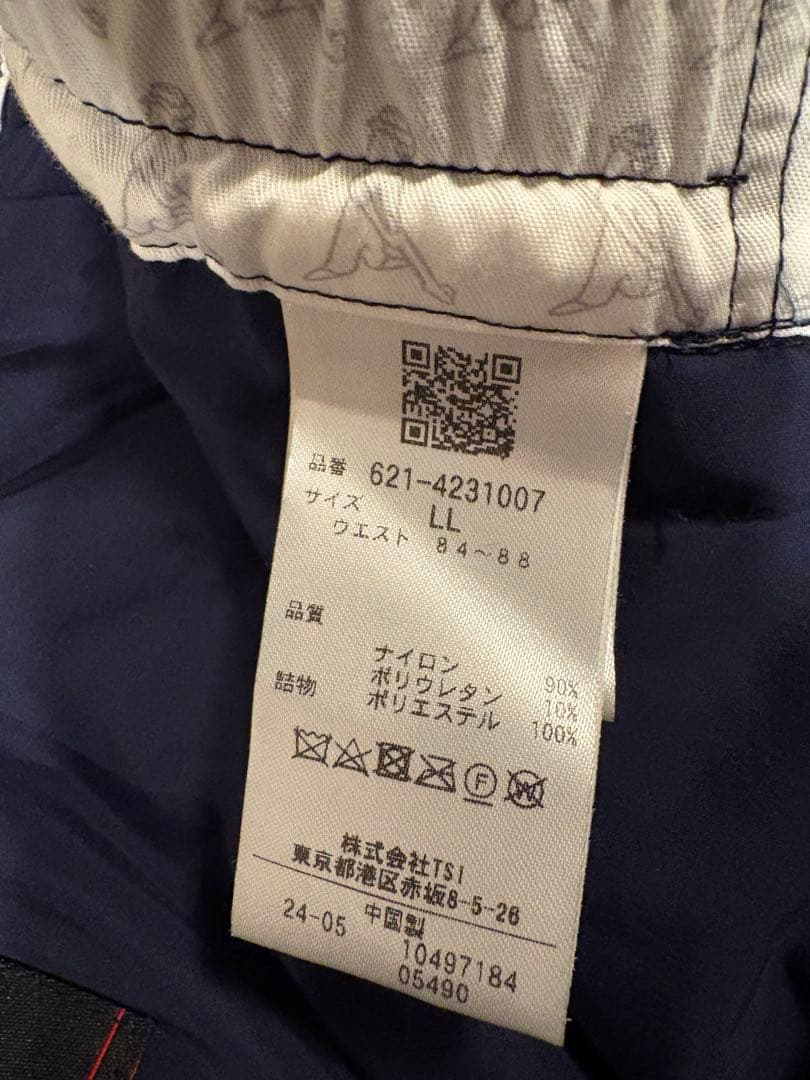 品番 621-4231007
サイズ LL
ウエスト 84～88
品質
ナイロン 90%
ポリウレタン 10%
詰物 ポリエステル 100%
F
W
株式会社TSI
東京都港区赤坂8-5-26
24-05 中国製
10497184
05490